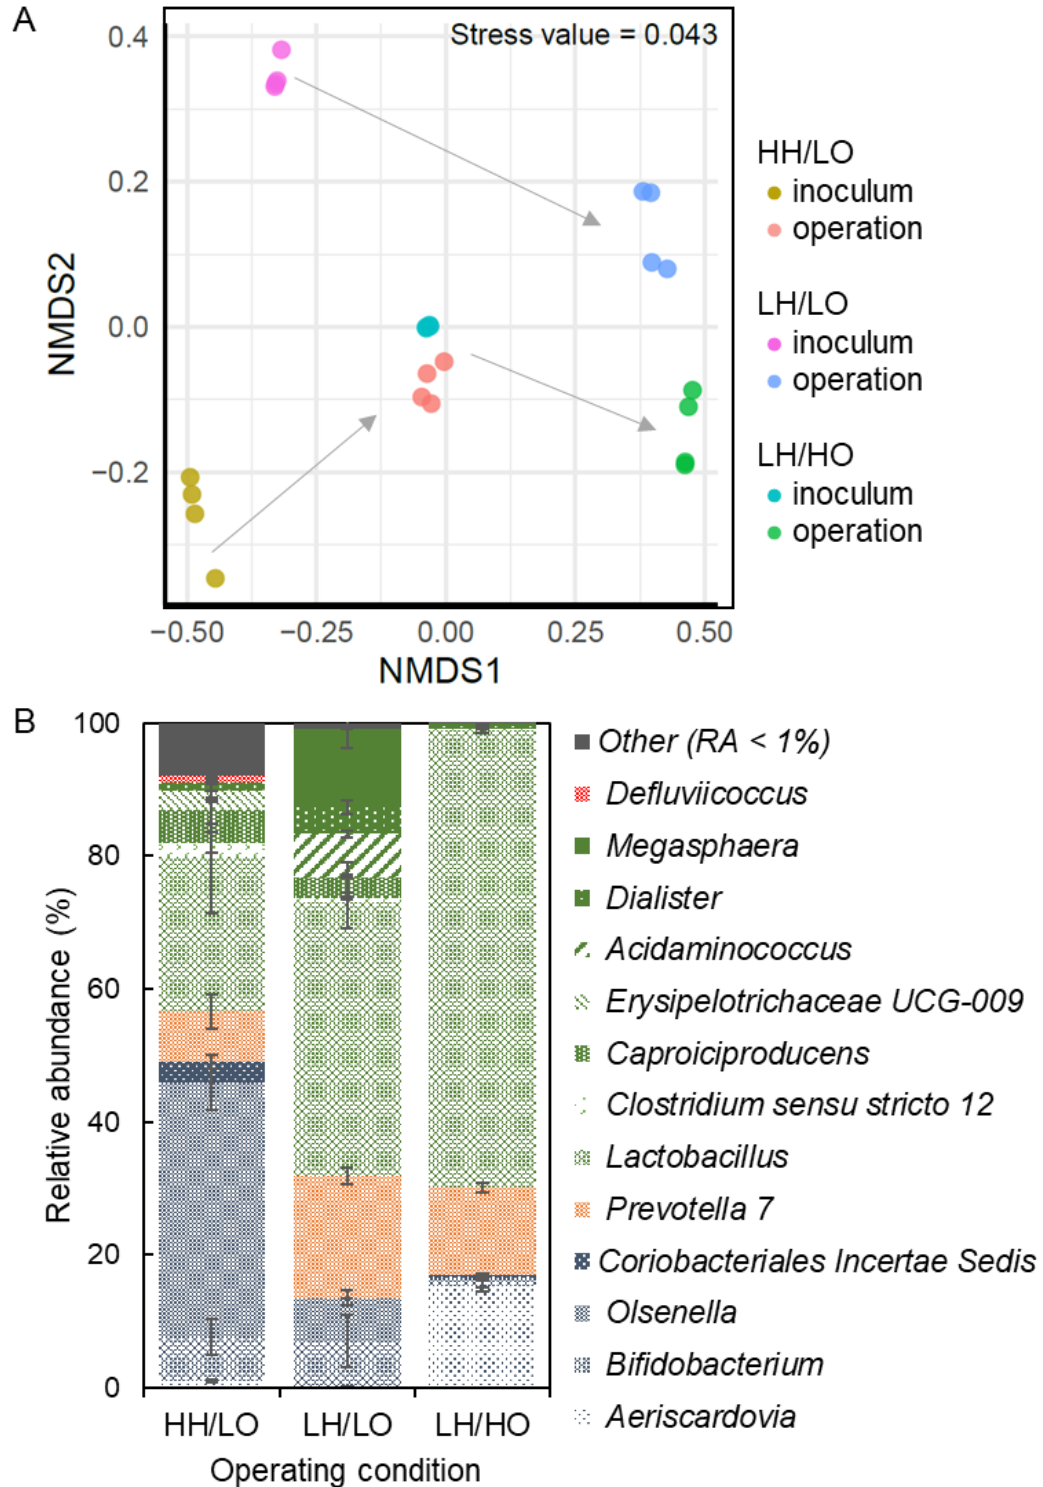 A
Stress value = 0.043
0.4
0.2
0.0
−0.2
NMDS2
−0.50
−0.25
0.00
0.25
0.50
NMDS1
HH/LO
inoculum
operation
LH/LO
inoculum
operation
LH/HO
inoculum
operation
B
100
80
60
40
20
0
Relative abundance (%)
HH/LO
LH/LO
LH/HO
Operating condition
Other (RA < 1%)
Defluviicoccus
Megasphaera
Dialister
Acidaminococcus
Erysipelotrichaceae UCG-009
Caproiciproducens
Clostridium sensu stricto 12
Lactobacillus
Prevotella 7
Coriobacteriales Incertae Sedis
Olsenella
Bifidobacterium
Aeriscardovia